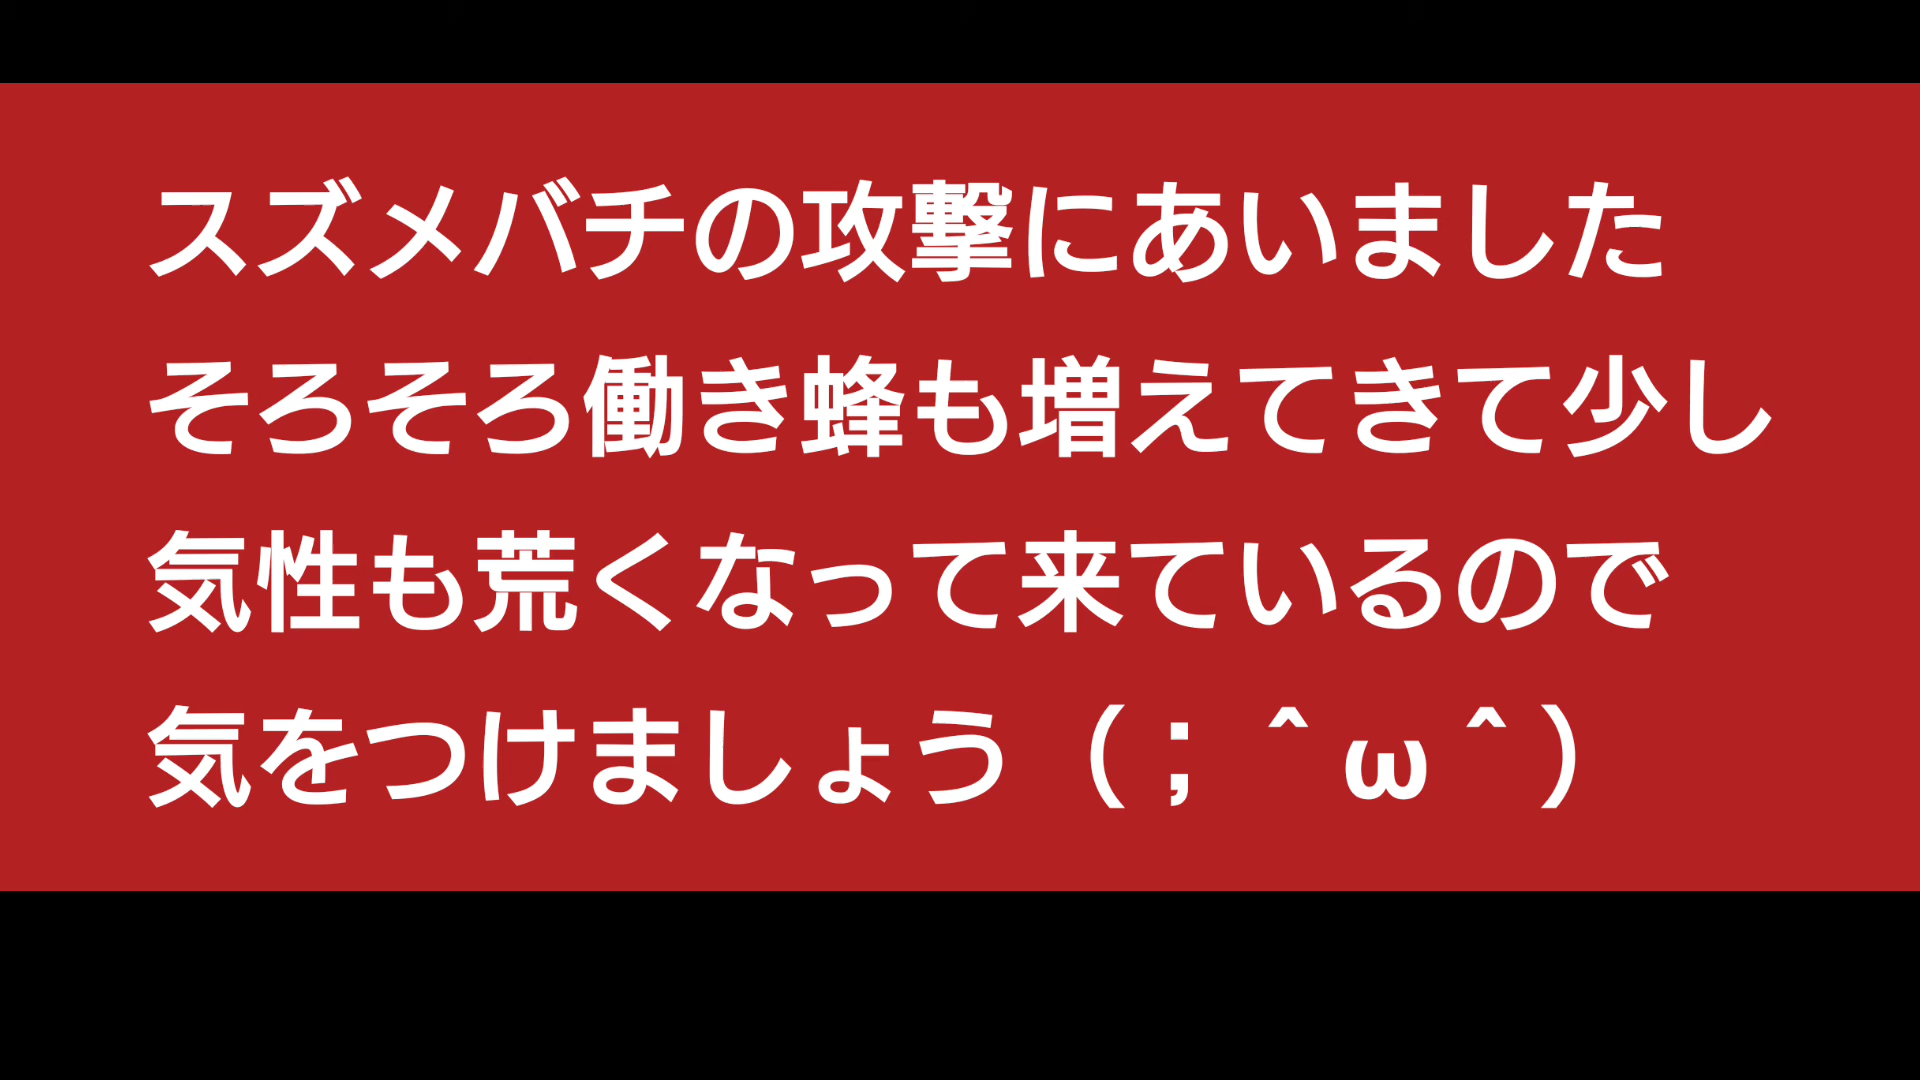 スズメバチの攻撃にあいました
そろそろ働き蜂も増えてきて少し
気性も荒くなって来ているので
気をつけましょう（；＾ω＾）